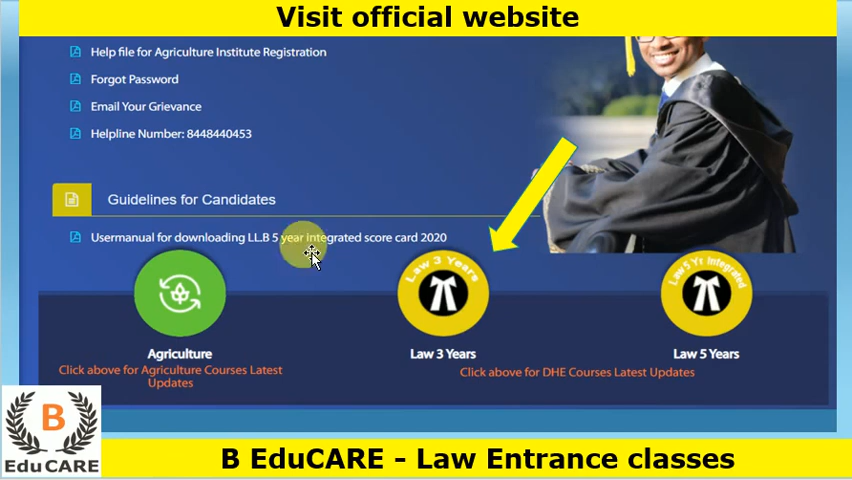 Visit official website
Help file for Agriculture Institute Registration
Forgot Password
Email Your Grievance
Helpline Number: 8448440453
Guidelines for Candidates
Usermanual for downloading LL.B 5 year integrated score card 2020
Law 3 Years
Law 5 Yr Integrated
Agriculture
Law 3 Years
Law 5 Years
Click above for Agriculture Courses Latest
Updates
Click above for DHE Courses Latest Updates
B
EduCARE
B EduCARE - Law Entrance classes